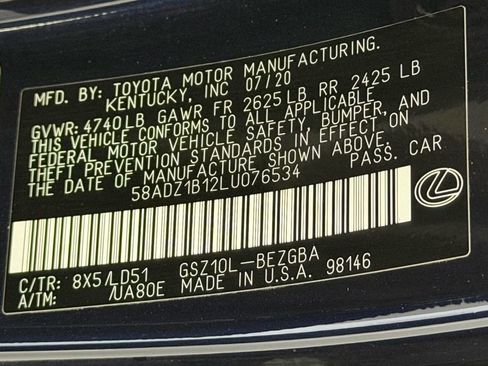 MFD. BY: TOYOTA MOTOR MANUFACTURING.
KENTUCKY, INC 07/20
GVWR: 4740LB GAWR FR 2625LB RR 2425 LB
THIS VEHICLE CONFORMS TO ALL APPLICABLE
FEDERAL MOTOR VEHICLE SAFETY, BUMPER, AND
THEFT PREVENTION STANDARDS IN EFFECT ON
THE DATE OF MANUFACTURE SHOWN ABOVE.
58ADZ1B12LU076534 PASS. CAR
C/TR: 8X5/LD51 GSZ10L-BEZGBA
A/TM: /UA80E MADE IN U.S.A. 98146